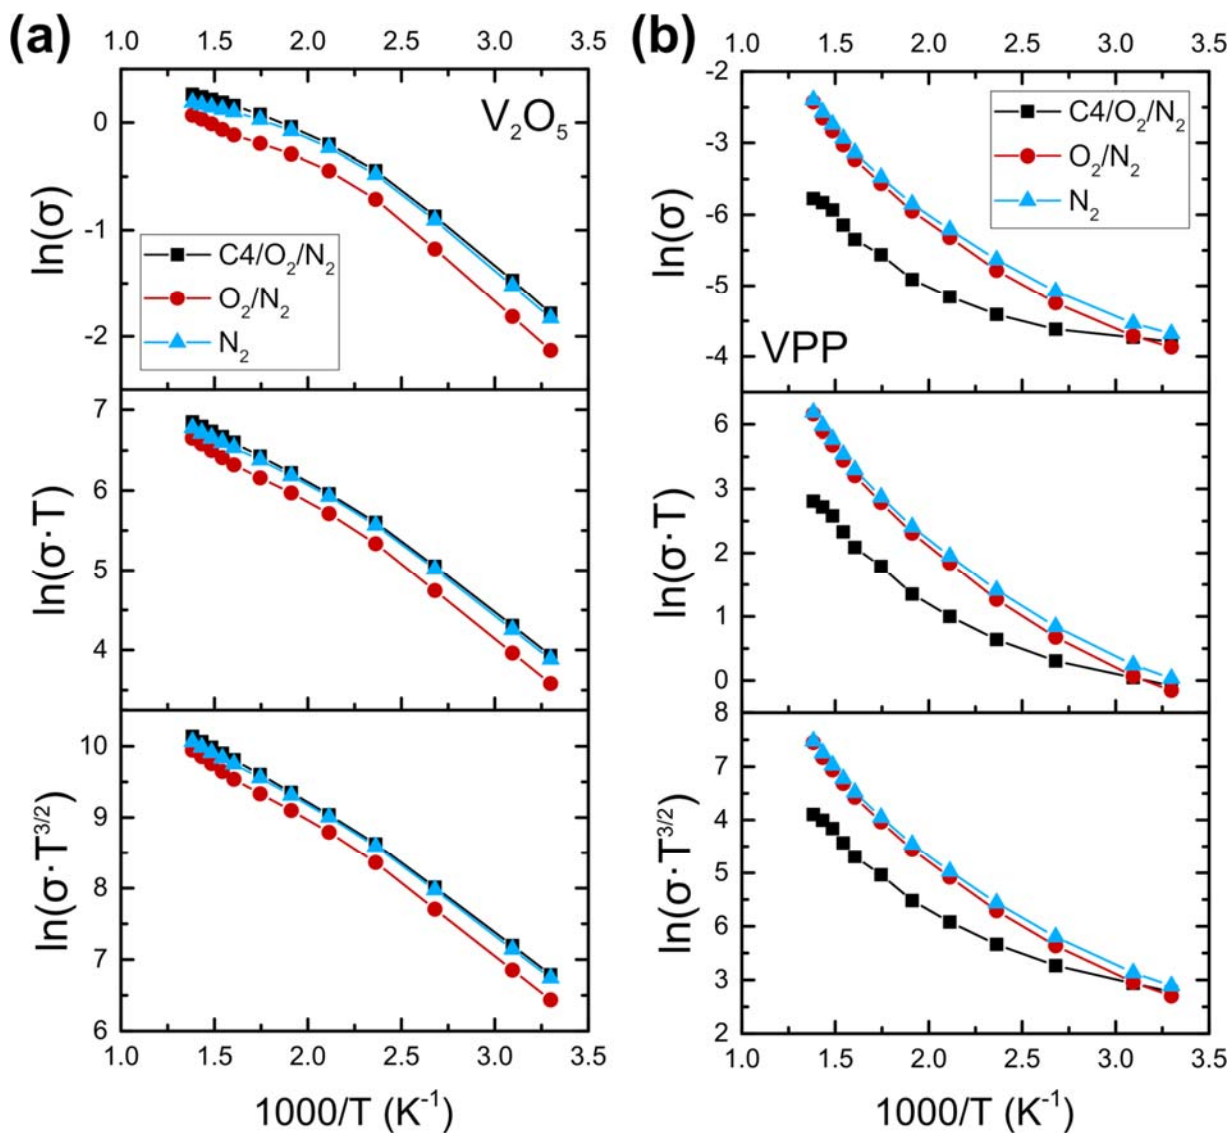 (a)
1.0 1.5 2.0 2.5 3.0 3.5
ln(σ)
0
-1
-2
V2O5
C4/O2/N2
O2/N2
N2
ln(σ·T)
7
6
5
4
ln(σ·T3/2)
10
9
8
7
6
1.0 1.5 2.0 2.5 3.0 3.5
1000/T (K-1)
(b)
1.0 1.5 2.0 2.5 3.0 3.5
ln(σ)
-2
-3
-6
-5
-4
C4/O2/N2
O2/N2
N2
VPP
ln(σ·T)
6
3
2
1
0
ln(σ·T3/2)
8
7
4
5
6
3
2
1.0 1.5 2.0 2.5 3.0 3.5
1000/T (K-1)